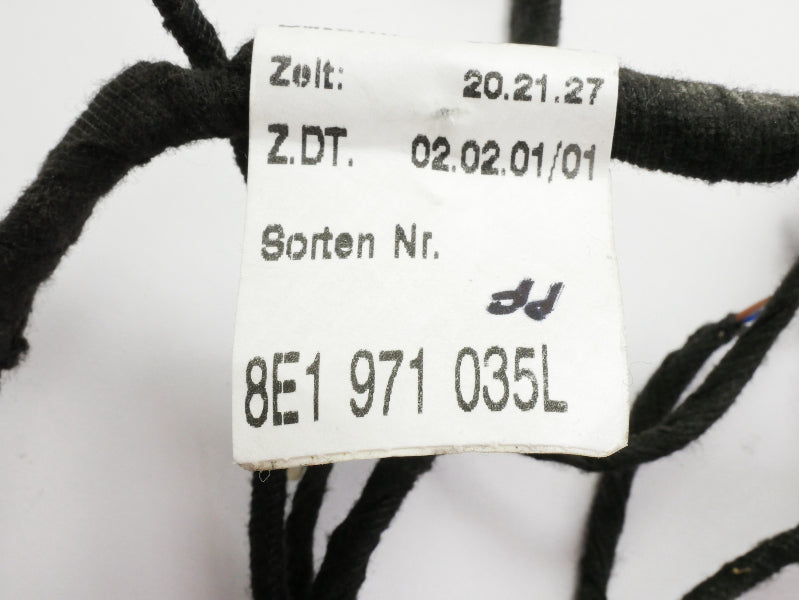 Zeit: 20.21.27
Z.DT. 02.02.01/01
Sorten Nr.
8E1 971 035L